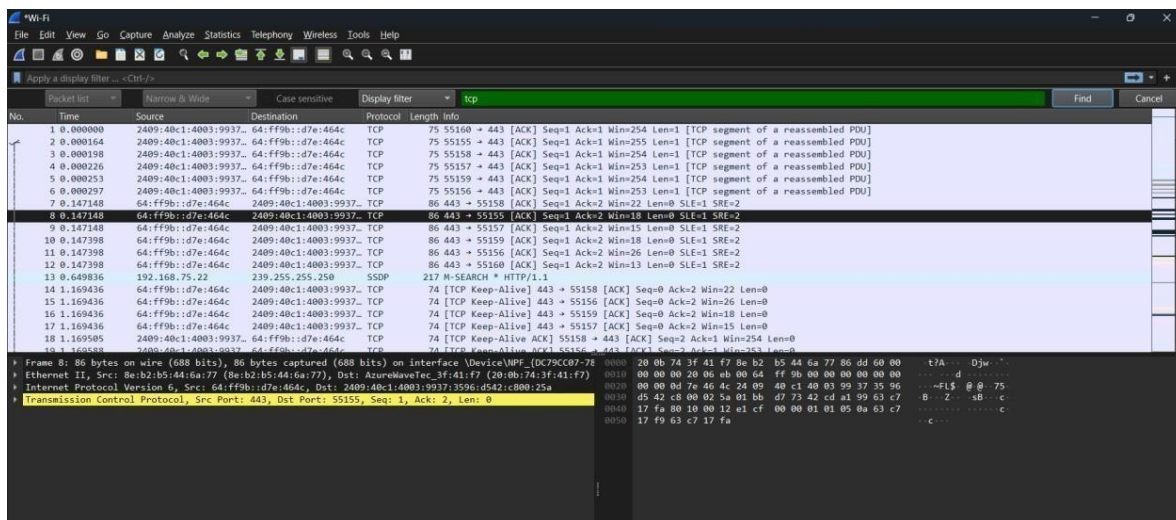 *Wi-Fi
File Edit View Go Capture Analyze Statistics Telephony Wireless Tools Help
Apply a display filter ... <Ctrl-/>
Packet list Narrow & Wide Case sensitive Display filter tcp Find Cancel
No. Time Source Destination Protocol Length Info
1 0.000000 2409:40c1:4003:9937… 64:ff9b::d7e:464c TCP 75 55160 → 443 [ACK] Seq=1 Ack=1 Win=254 Len=1 [TCP segment of a reassembled PDU]
2 0.000164 2409:40c1:4003:9937… 64:ff9b::d7e:464c TCP 75 55155 → 443 [ACK] Seq=1 Ack=1 Win=255 Len=1 [TCP segment of a reassembled PDU]
3 0.000198 2409:40c1:4003:9937… 64:ff9b::d7e:464c TCP 75 55158 → 443 [ACK] Seq=1 Ack=1 Win=254 Len=1 [TCP segment of a reassembled PDU]
4 0.000226 2409:40c1:4003:9937… 64:ff9b::d7e:464c TCP 75 55157 → 443 [ACK] Seq=1 Ack=1 Win=253 Len=1 [TCP segment of a reassembled PDU]
5 0.000253 2409:40c1:4003:9937… 64:ff9b::d7e:464c TCP 75 55159 → 443 [ACK] Seq=1 Ack=1 Win=254 Len=1 [TCP segment of a reassembled PDU]
6 0.000297 2409:40c1:4003:9937… 64:ff9b::d7e:464c TCP 75 55156 → 443 [ACK] Seq=1 Ack=1 Win=253 Len=1 [TCP segment of a reassembled PDU]
7 0.147148 64:ff9b::d7e:464c 2409:40c1:4003:9937… TCP 86 443 → 55158 [ACK] Seq=1 Ack=2 Win=22 Len=0 SLE=1 SRE=2
8 0.147148 64:ff9b::d7e:464c 2409:40c1:4003:9937… TCP 86 443 → 55155 [ACK] Seq=1 Ack=2 Win=18 Len=0 SLE=1 SRE=2
9 0.147148 64:ff9b::d7e:464c 2409:40c1:4003:9937… TCP 86 443 → 55157 [ACK] Seq=1 Ack=2 Win=15 Len=0 SLE=1 SRE=2
10 0.147398 64:ff9b::d7e:464c 2409:40c1:4003:9937… TCP 86 443 → 55159 [ACK] Seq=1 Ack=2 Win=18 Len=0 SLE=1 SRE=2
11 0.147398 64:ff9b::d7e:464c 2409:40c1:4003:9937… TCP 86 443 → 55156 [ACK] Seq=1 Ack=2 Win=26 Len=0 SLE=1 SRE=2
12 0.147398 64:ff9b::d7e:464c 2409:40c1:4003:9937… TCP 86 443 → 55160 [ACK] Seq=1 Ack=2 Win=13 Len=0 SLE=1 SRE=2
13 0.649836 192.168.75.22 239.255.255.250 SSDP 217 M-SEARCH * HTTP/1.1
14 1.169436 64:ff9b::d7e:464c 2409:40c1:4003:9937… TCP 74 [TCP Keep-Alive] 443 → 55158 [ACK] Seq=0 Ack=2 Win=22 Len=0
15 1.169436 64:ff9b::d7e:464c 2409:40c1:4003:9937… TCP 74 [TCP Keep-Alive] 443 → 55156 [ACK] Seq=0 Ack=2 Win=26 Len=0
16 1.169436 64:ff9b::d7e:464c 2409:40c1:4003:9937… TCP 74 [TCP Keep-Alive] 443 → 55159 [ACK] Seq=0 Ack=2 Win=18 Len=0
17 1.169436 64:ff9b::d7e:464c 2409:40c1:4003:9937… TCP 74 [TCP Keep-Alive] 443 → 55157 [ACK] Seq=0 Ack=2 Win=15 Len=0
18 1.169505 2409:40c1:4003:9937… 64:ff9b::d7e:464c TCP 74 [TCP Keep-Alive ACK] 55158 → 443 [ACK] Seq=2 Ack=1 Win=254 Len=0
19 1.169588 2409:40c1:4003:9937… 64:ff9b::d7e:464c TCP 74 [TCP Keep-Alive ACK] 55156 → 443 [ACK] Seq=2 Ack=1 Win=253 Len=0
Frame 8: 86 bytes on wire (688 bits), 86 bytes captured (688 bits) on interface \Device\NPF_{DC79CC07-78
Ethernet II, Src: 8e:b2:b5:44:6a:77 (8e:b2:b5:44:6a:77), Dst: AzureWaveTec_3f:41:f7 (20:0b:74:3f:41:f7)
Internet Protocol Version 6, Src: 64:ff9b::d7e:464c, Dst: 2409:40c1:4003:9937:3596:d542:c800:25a
Transmission Control Protocol, Src Port: 443, Dst Port: 55155, Seq: 1, Ack: 2, Len: 0
0000 20 0b 74 3f 41 f7 8e b2 b5 44 6a 77 86 dd 60 00 ·t?A··· ·Djw··`·
0010 00 00 00 20 06 eb 00 64 ff 9b 00 00 00 00 00 00 ··· ···d ········
0020 00 00 0d 7e 46 4c 24 09 40 c1 40 03 99 37 35 96 ···~FL$· @·@··75·
0030 d5 42 c8 00 02 5a 01 bb d7 73 42 cd a1 99 63 c7 ·B···Z·· ·sB···c·
0040 17 fa 80 10 00 12 e1 cf 00 00 01 01 05 0a 63 c7 ········ ······c·
0050 17 f9 63 c7 17 fa ··c···